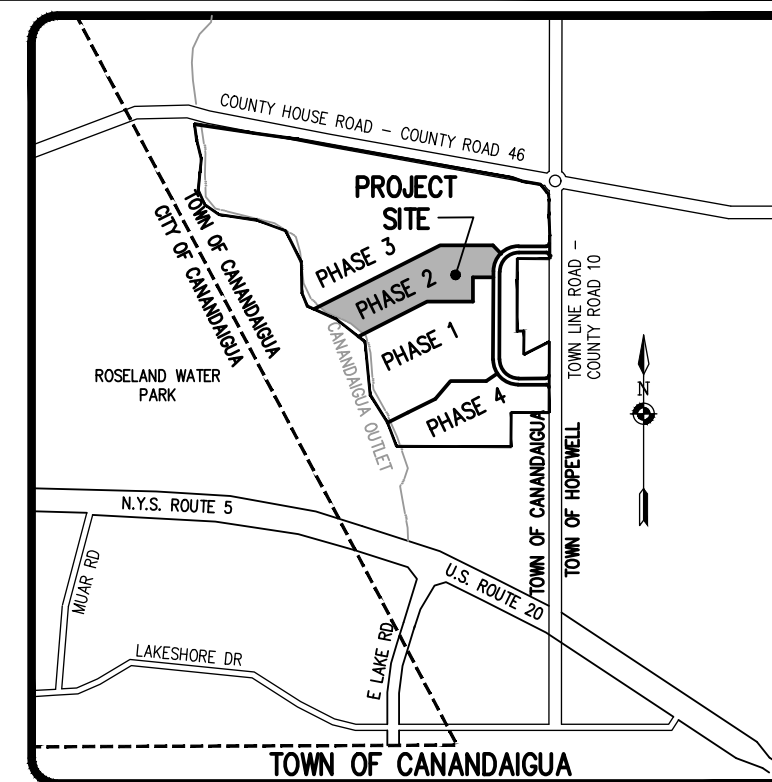 COUNTY HOUSE ROAD - COUNTY ROAD 46
PROJECT
SITE
TOWN OF CANANDAIGUA
CITY OF CANANDAIGUA
PHASE 3
PHASE 2
PHASE 1
PHASE 4
CANANDAIGUA OUTLET
TOWN LINE ROAD -
COUNTY ROAD 10
ROSELAND WATER
PARK
N
TOWN OF CANANDAIGUA
TOWN OF HOPEWELL
N.Y.S. ROUTE 5
U.S. ROUTE 20
MUAR RD
LAKESHORE DR
E LAKE RD
TOWN OF CANANDAIGUA